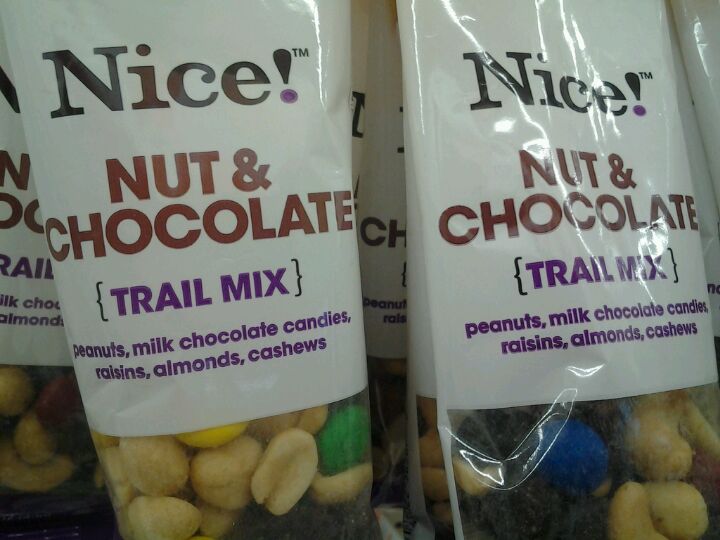 Nice!™
NUT &
CHOCOLATE
{TRAIL MIX}
peanuts, milk chocolate candies,
raisins, almonds, cashews
Nice!™
NUT &
CHOCOLATE
{TRAIL MIX}
peanuts, milk chocolate candies,
raisins, almonds, cashews